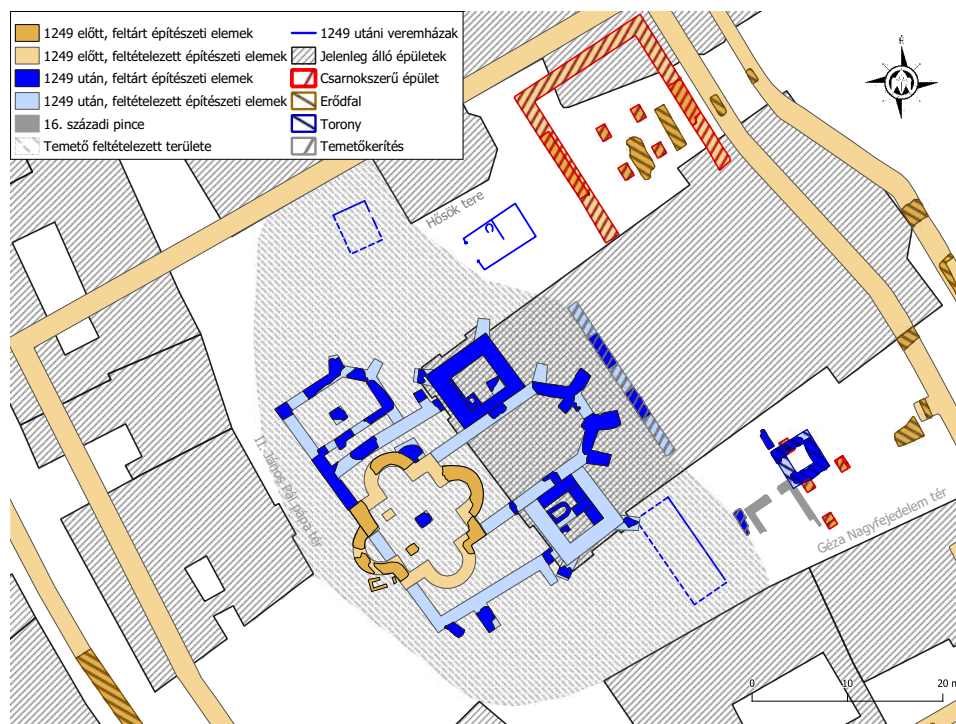 1249 előtt, feltárt építészeti elemek
1249 előtt, feltételezett építészeti elemek
1249 után, feltárt építészeti elemek
1249 után, feltételezett építészeti elemek
16. századi pince
Temető feltételezett területe
1249 utáni veremházak
Jelenleg álló épületek
Csarnokszerű épület
Erődfal
Torony
Temetőkerítés
Hősök tere
II. János Pál pápa tér
Géza Nagyfejedelem tér
0 10 20 m